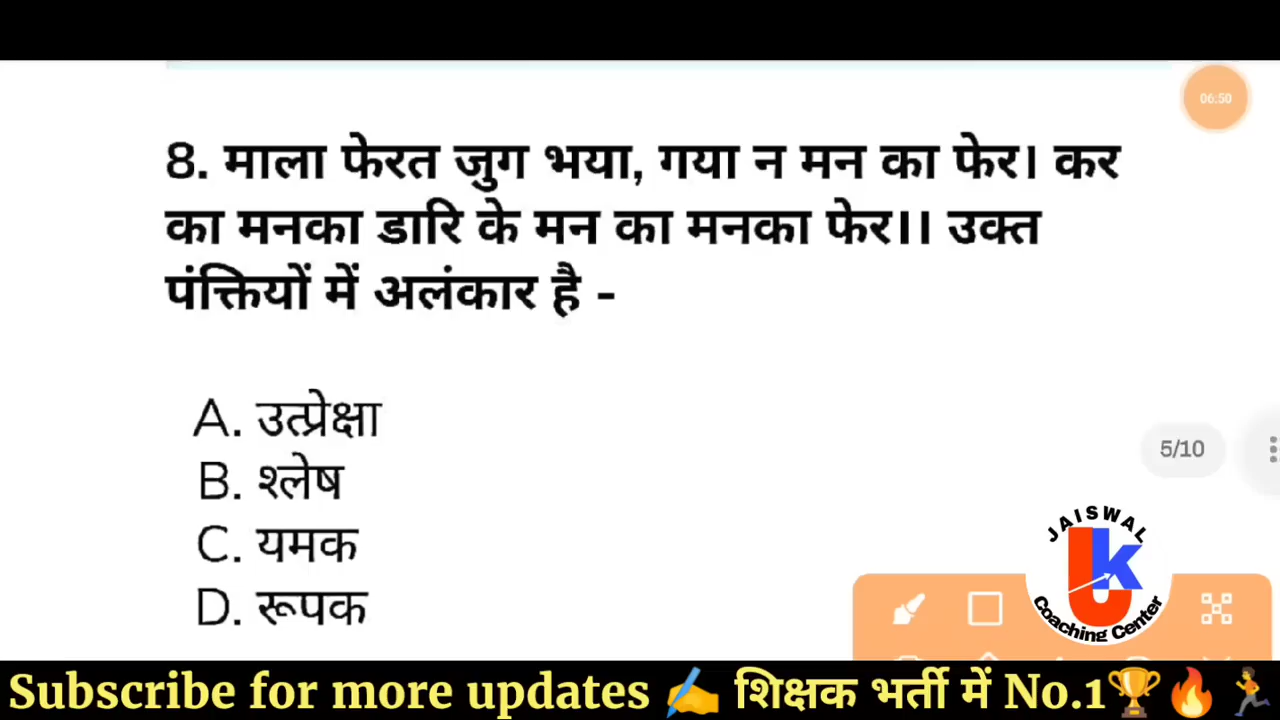 06:50
8. माला फेरत जुग भया, गया न मन का फेर। कर
का मनका डारि के मन का मनका फेर।। उक्त
पंक्तियों में अलंकार है -
A. उत्प्रेक्षा
B. श्लेष
C. यमक
D. रूपक
5/10
JAISWAL
UK
Coaching Center
Subscribe for more updates ✍️ शिक्षक भर्ती में No.1🏆🔥🏃